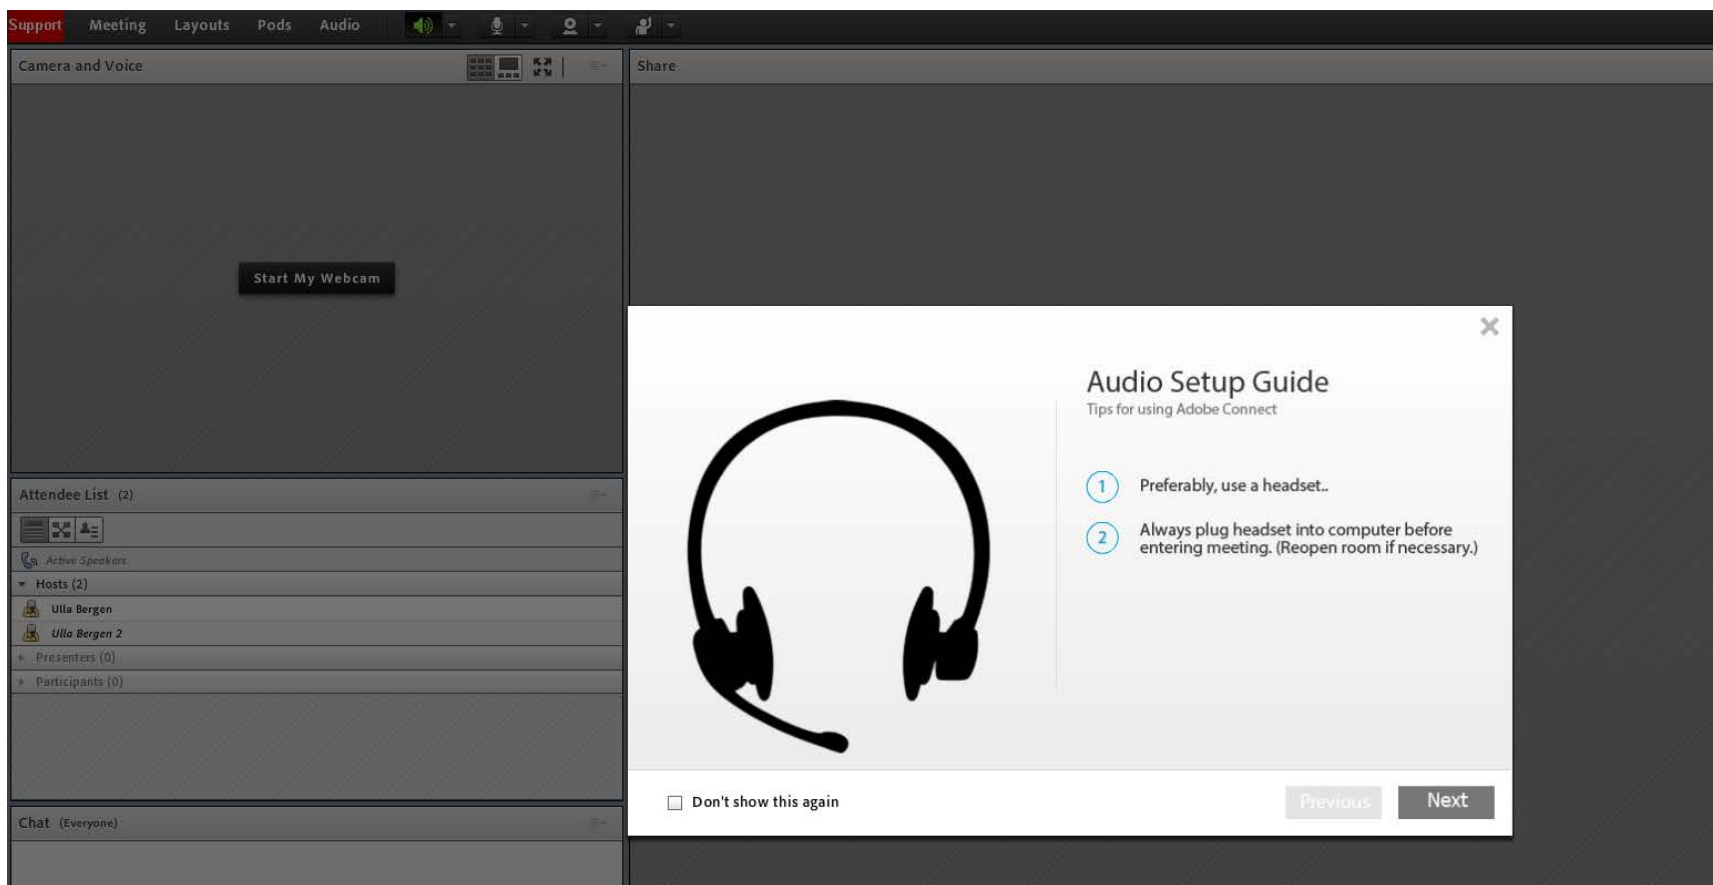 Support Meeting Layouts Pods Audio
Camera and Voice
Share
Start My Webcam
Audio Setup Guide
Tips for using Adobe Connect
1 Preferably, use a headset..
2 Always plug headset into computer before
entering meeting. (Reopen room if necessary.)
Attendee List (2)
Active Speakers
Hosts (2)
Ulla Bergen
Ulla Bergen 2
Presenters (0)
Participants (0)
Don't show this again
Previous
Next
Chat (Everyone)